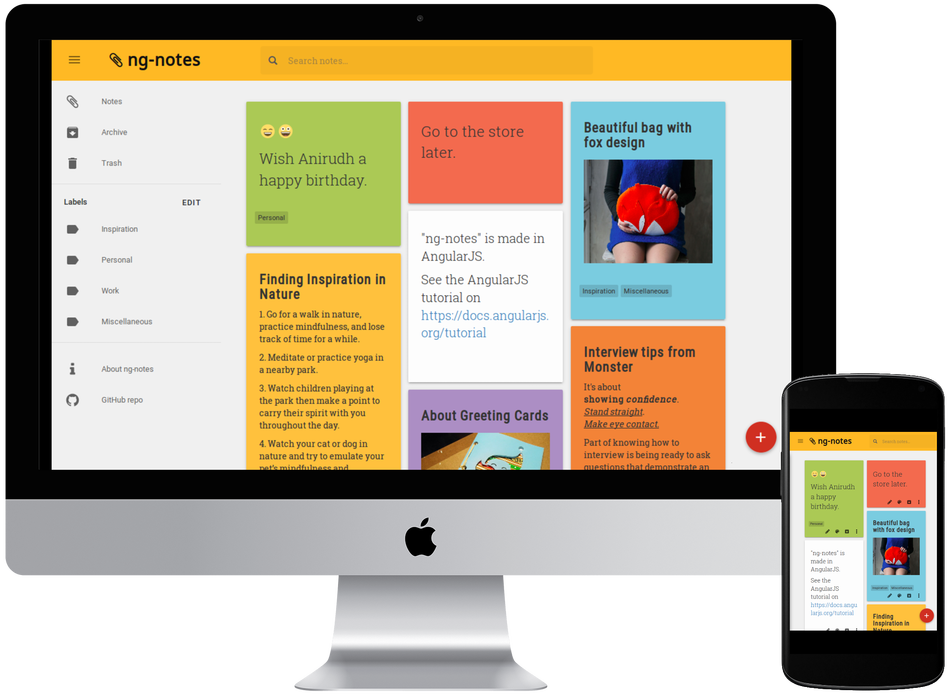 ng-notes
Search notes...
Notes
Archive
Trash
Labels
EDIT
Inspiration
Personal
Work
Miscellaneous
About ng-notes
GitHub repo
Wish Anirudh a
happy birthday.
Personal
Finding Inspiration in
Nature
1. Go for a walk in nature,
practice mindfulness, and lose
track of time for a while.
2. Meditate or practice yoga in
a nearby park.
3. Watch children playing at
the park then make a point to
carry their spirit with you
throughout the day.
4. Watch your cat or dog in
nature and try to emulate your
pet's mindfulness and
Go to the store
later.
"ng-notes" is made in
AngularJS.
See the AngularJS
tutorial on
https://docs.angularjs.
org/tutorial
About Greeting Cards
Beautiful bag with
fox design
Inspiration Miscellaneous
Interview tips from
Monster
It's about
showing confidence.
Stand straight.
Make eye contact.
Part of knowing how to
interview is being ready to ask
questions that demonstrate an
+
ng-notes
Search notes...
Wish Anirudh
a happy
birthday.
Personal
"ng-notes" is
made in
AngularJS.
See the
AngularJS
tutorial on
https://docs.angu
larjs.org/tutorial
Go to the
store later.
Beautiful bag
with fox design
Inspiration Miscellaneous
Finding
Inspiration in
Nature
+